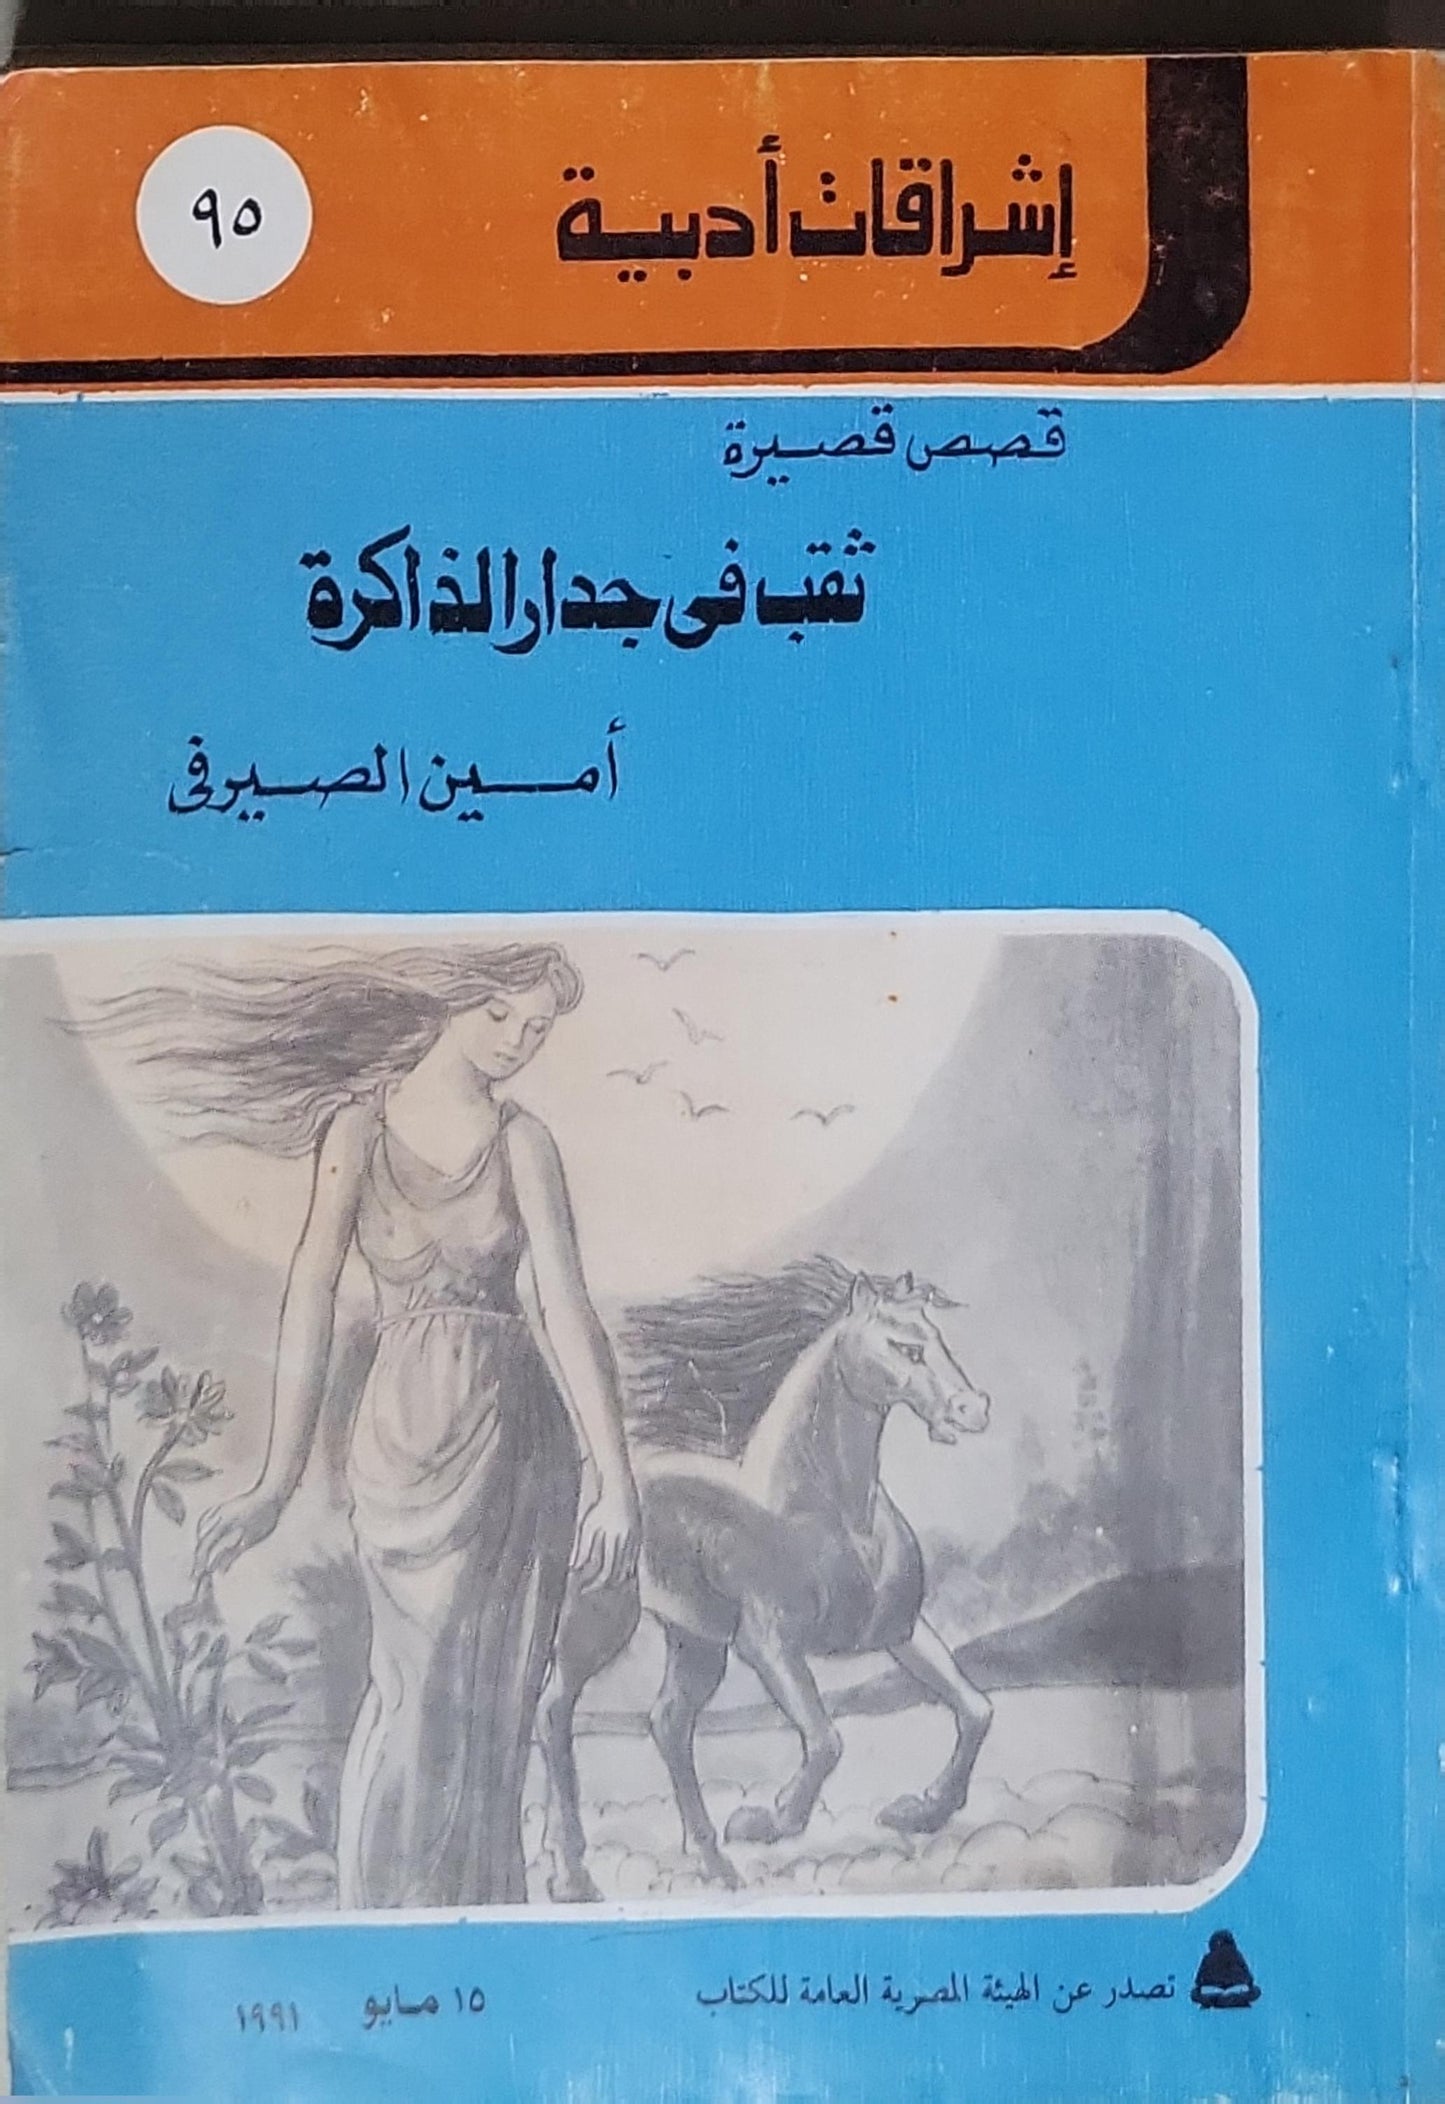 إشراقات أدبية
٩٥
قصص قصيرة
ثقب فى جدار الذاكرة
أمين الصيرفى
تصدر عن الهيئة المصرية العامة للكتاب
١٥ مايو ١٩٩١